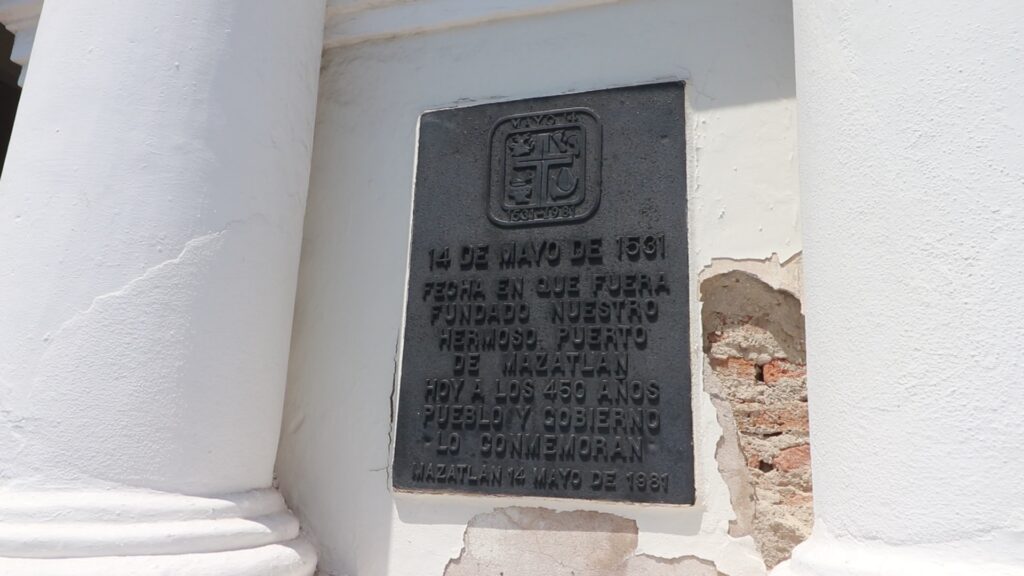 MAYO 14
1531-1981
14 DE MAYO DE 1531
FECHA EN QUE FUERA
FUNDADO NUESTRO
HERMOSO PUERTO
DE MAZATLAN
HOY A LOS 450 AÑOS
PUEBLO Y GOBIERNO
LO CONMEMORAN
MAZATLAN 14 MAYO DE 1981